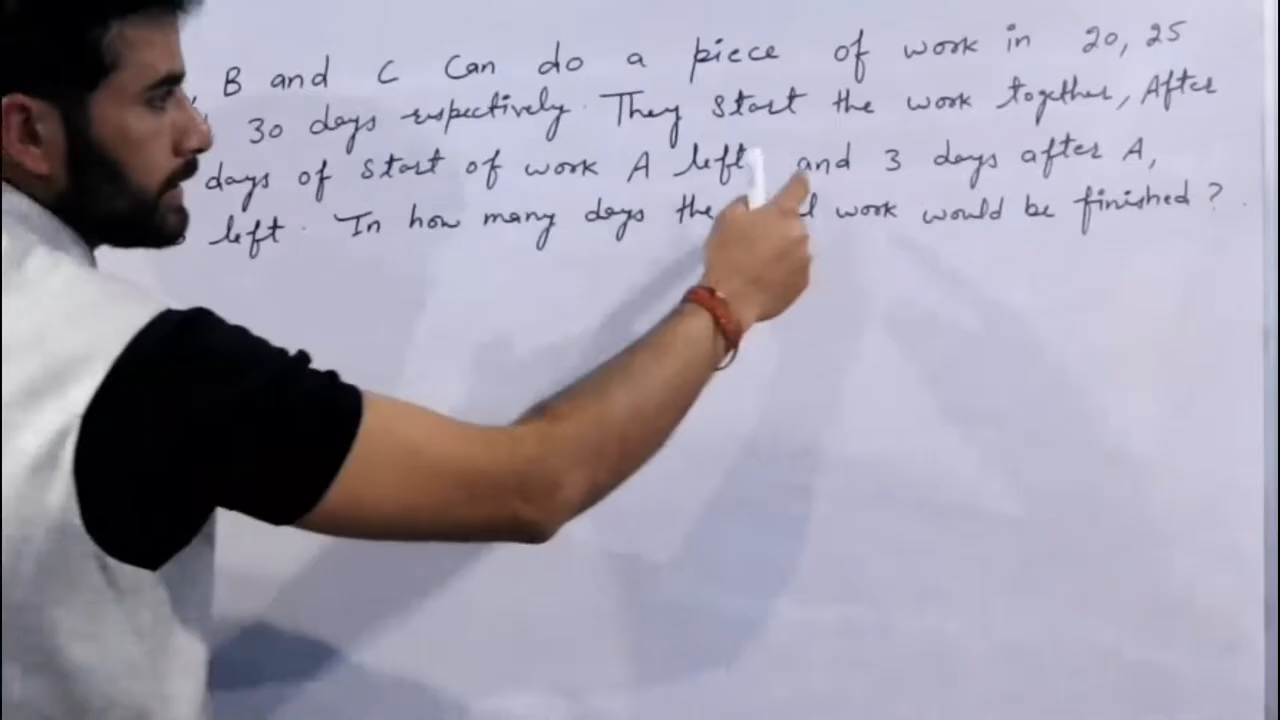 , B and C Can do a piece of work in 20, 25
30 days respectively. They start the work together, After
days of start of work A left and 3 days after A,
left. In how many days the work would be finished ?